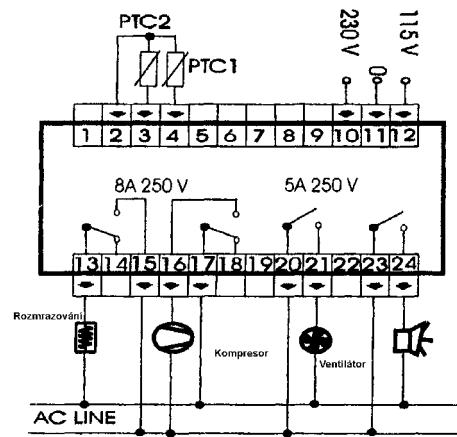 PTC2
PTC1
230 V
0
115 V
1 2 3 4 5 6 7 8 9 10 11 12
8A 250 V
5A 250 V
13 14 15 16 17 18 19 20 21 22 23 24
Rozmrazování
Kompresor
Ventilátor
AC LINE